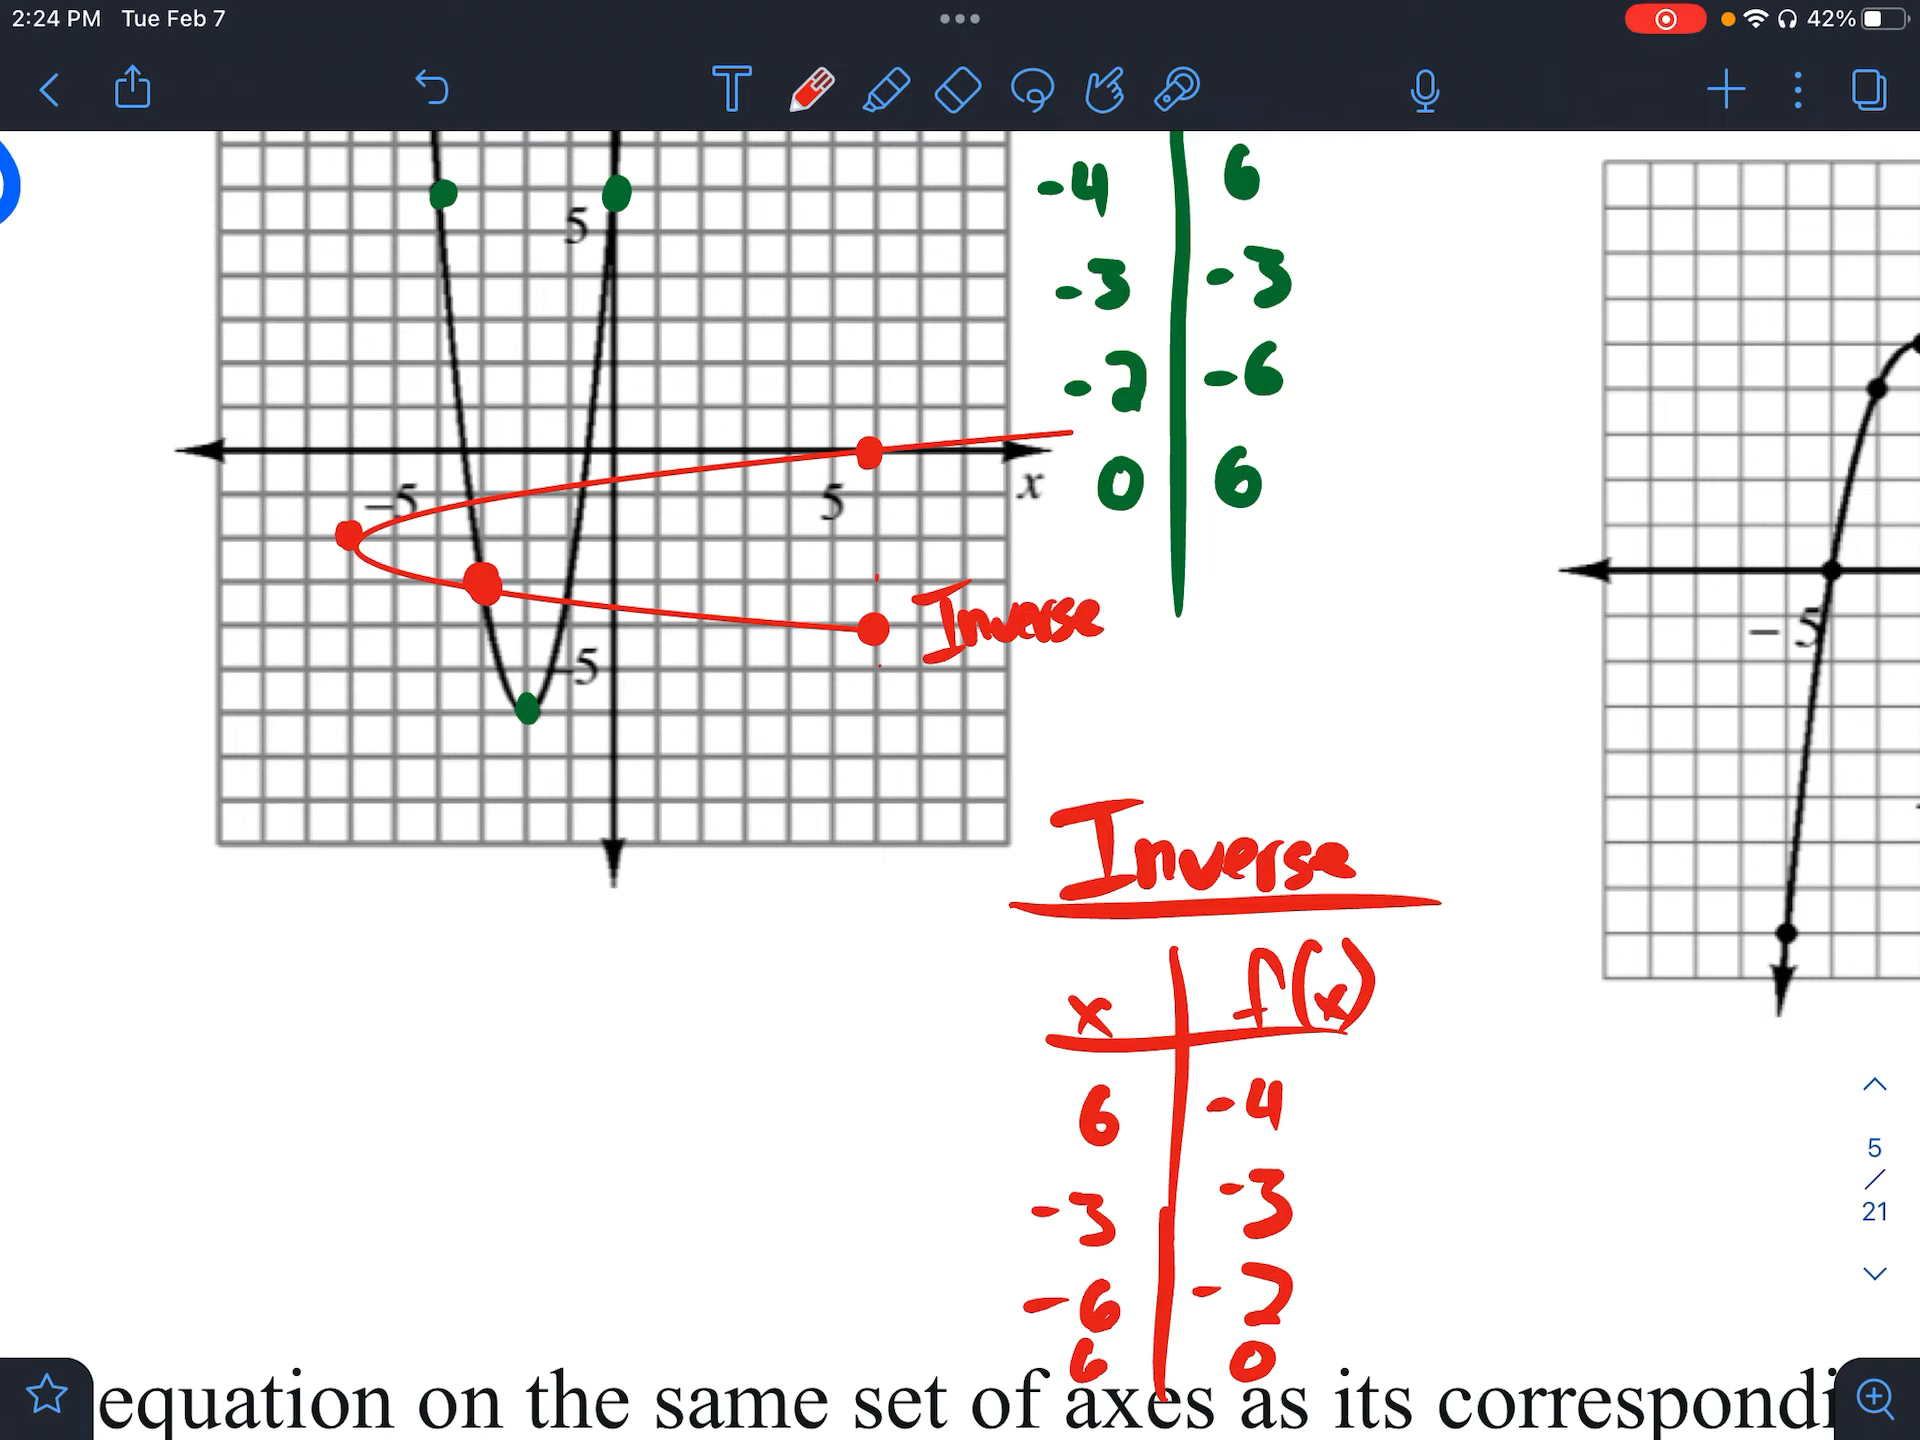 2:24 PM Tue Feb 7
42%
T
-4 6
5
-3 -3
-2 -6
-5 5 x
0 6
Inverse
-5
– 5
Inverse
x f(x)
6 -4
-3 -3
-6 -2
6 0
5
/
21
equation on the same set of axes as its correspondi